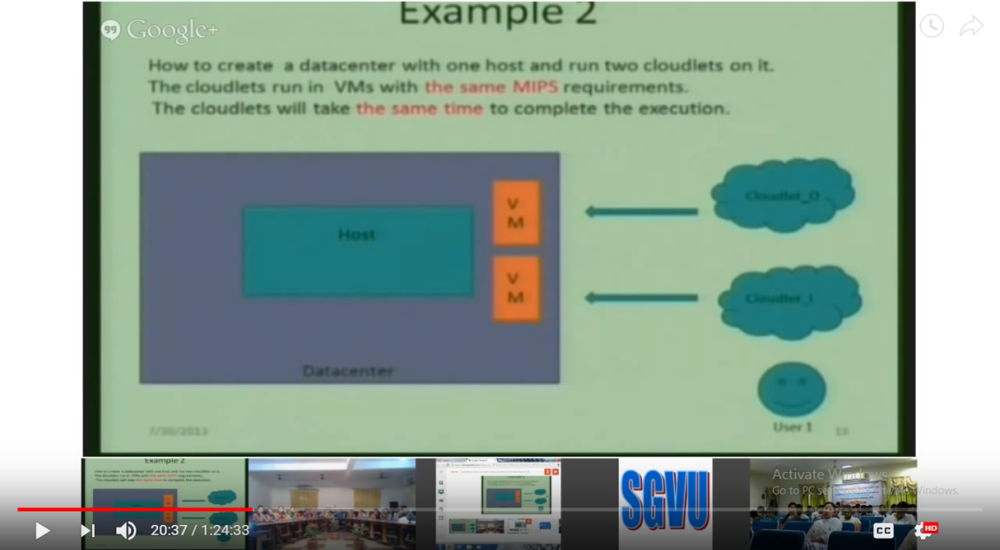 Example 2
Google+
How to create a datacenter with one host and run two cloudlets on it.
The cloudlets run in VMs with the same MIPS requirements.
The cloudlets will take the same time to complete the execution.
V
M
Cloudlet_0
Host
V
M
Cloudlet_1
Datacenter
User 1
7/30/2013
Example 2
SGVU
Activate Windows
Go to PC
Windows.
20:37 / 1:24:33
CC
HD